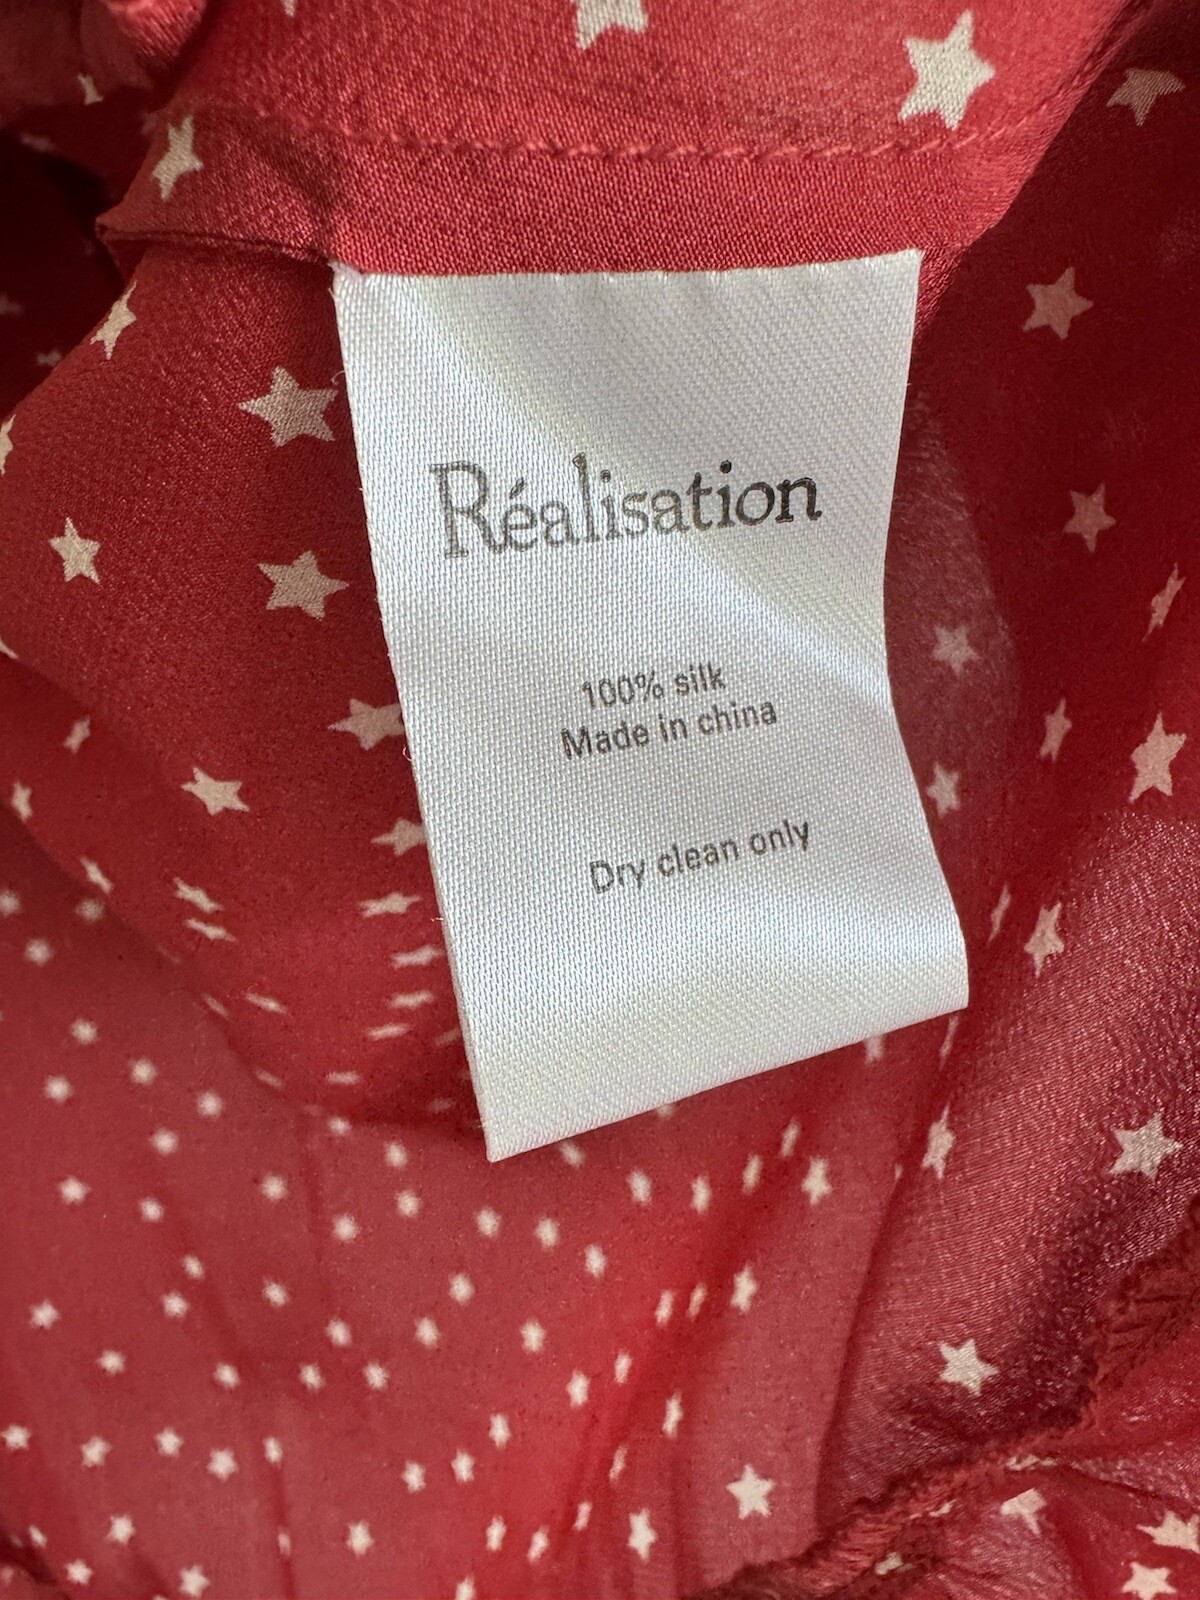 Réalisation
100% silk
Made in china
Dry clean only